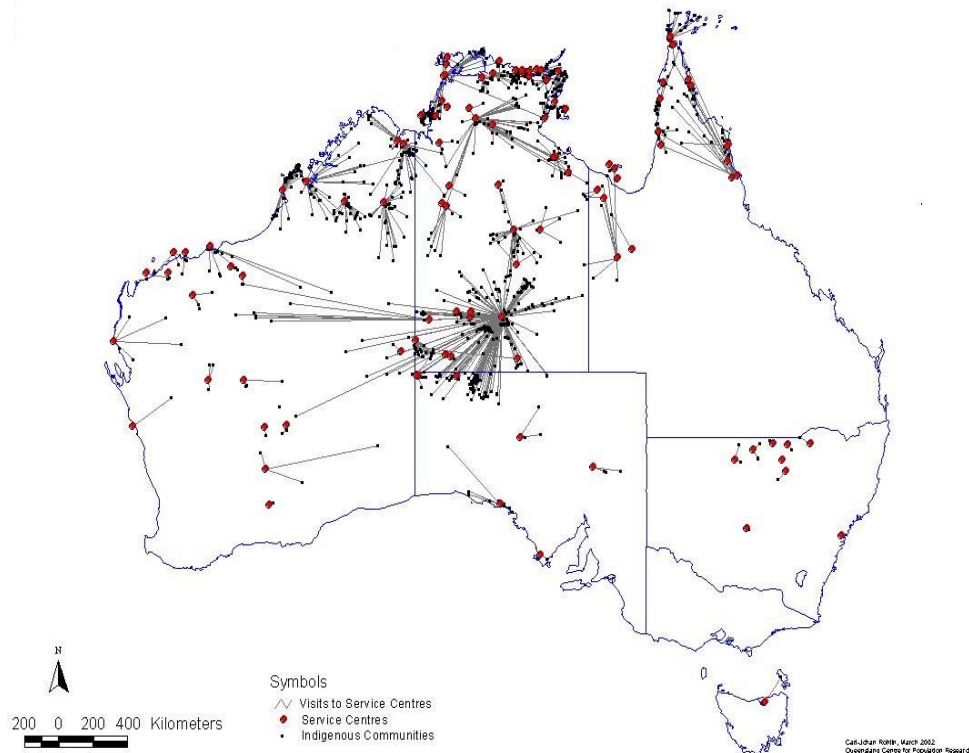 N
200 0 200 400 Kilometers
Symbols
Visits to Service Centres
Service Centres
Indigenous Communities
Carl-Johan Rohlin, March 2002
Queensland Centre for Population Research